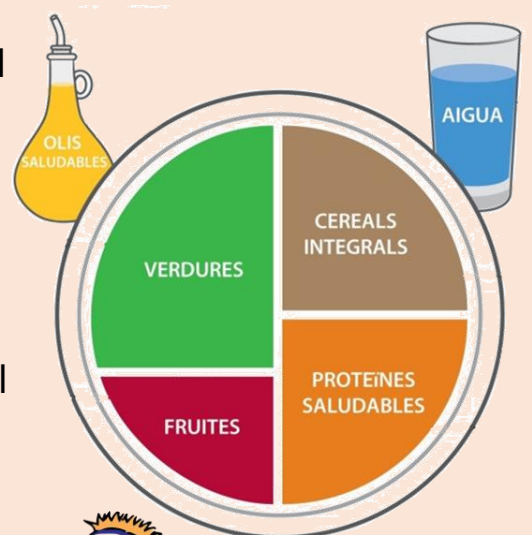 OLIS
SALUDABLES
AIGUA
VERDURES
CEREALS
INTEGRALS
FRUITES
PROTEÏNES
SALUDABLES